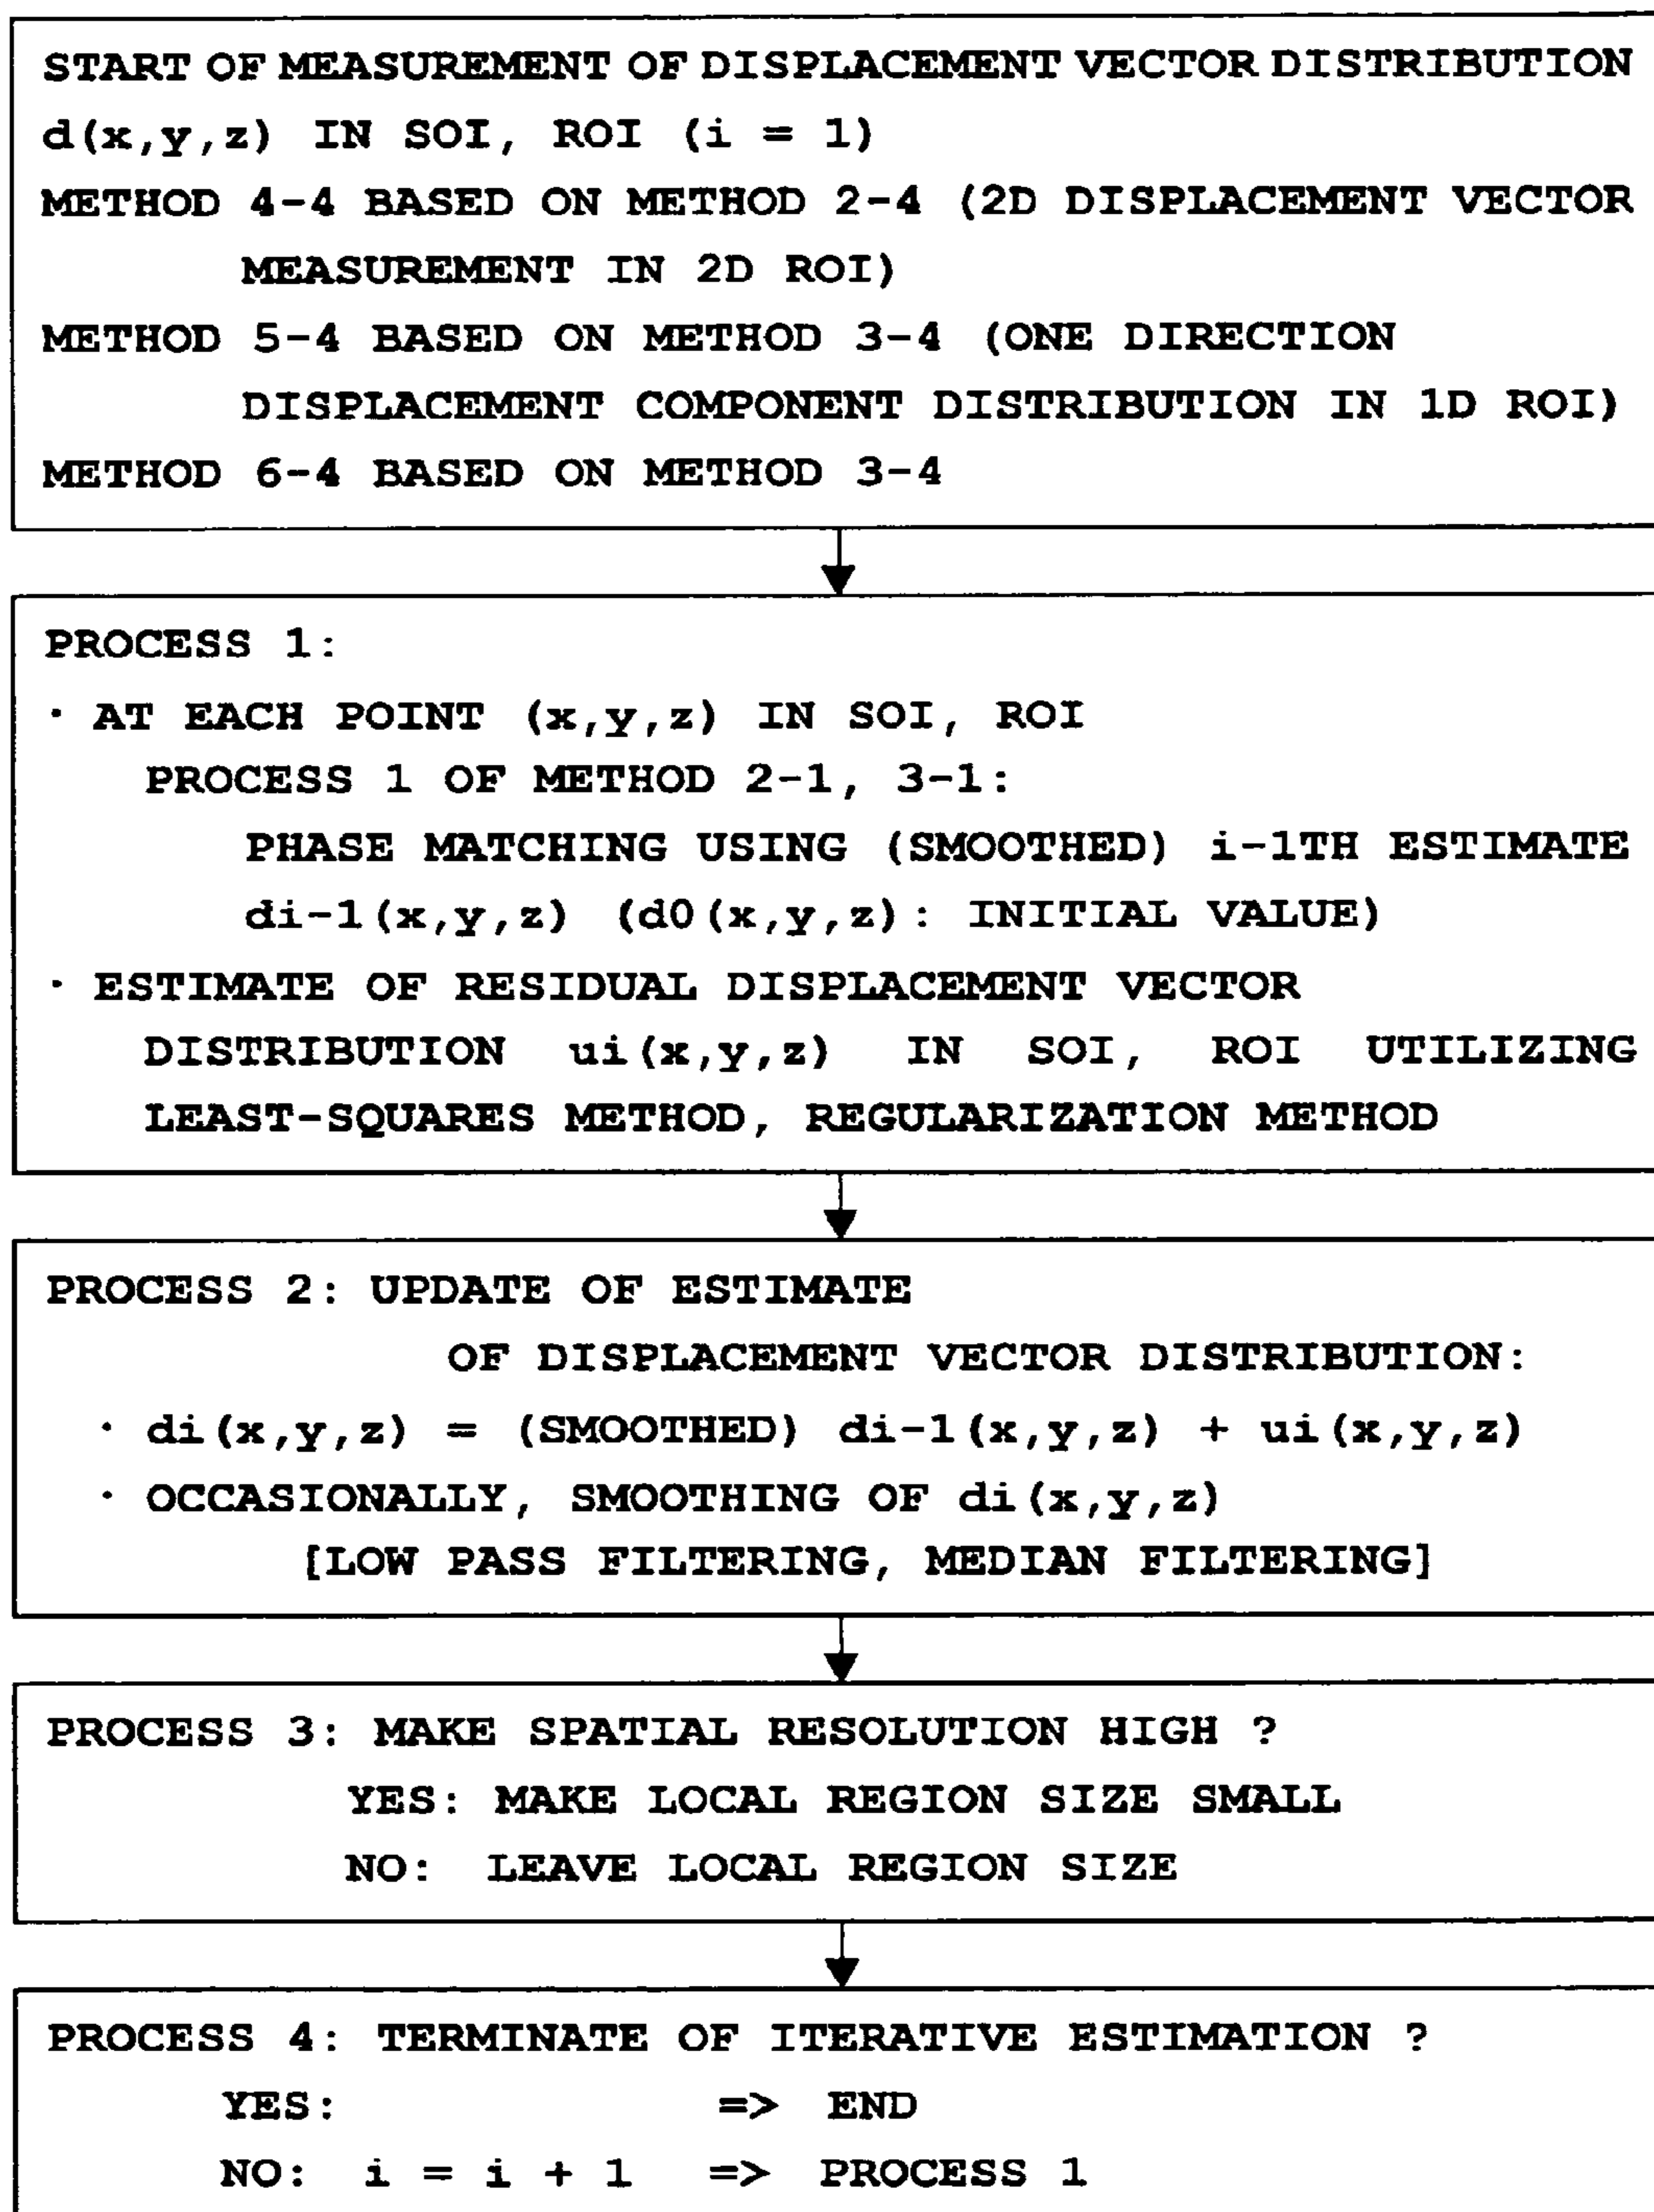 START OF MEASUREMENT OF DISPLACEMENT VECTOR DISTRIBUTION
d(x,y,z) IN SOI, ROI (i = 1)
METHOD 4-4 BASED ON METHOD 2-4 (2D DISPLACEMENT VECTOR
MEASUREMENT IN 2D ROI)
METHOD 5-4 BASED ON METHOD 3-4 (ONE DIRECTION
DISPLACEMENT COMPONENT DISTRIBUTION IN 1D ROI)
METHOD 6-4 BASED ON METHOD 3-4
PROCESS 1:
· AT EACH POINT (x,y,z) IN SOI, ROI
PROCESS 1 OF METHOD 2-1, 3-1:
PHASE MATCHING USING (SMOOTHED) i-1TH ESTIMATE
di-1(x,y,z) (d0(x,y,z): INITIAL VALUE)
· ESTIMATE OF RESIDUAL DISPLACEMENT VECTOR
DISTRIBUTION ui(x,y,z) IN SOI, ROI UTILIZING
LEAST-SQUARES METHOD, REGULARIZATION METHOD
PROCESS 2: UPDATE OF ESTIMATE
OF DISPLACEMENT VECTOR DISTRIBUTION:
· di(x,y,z) = (SMOOTHED) di-1(x,y,z) + ui(x,y,z)
· OCCASIONALLY, SMOOTHING OF di(x,y,z)
[LOW PASS FILTERING, MEDIAN FILTERING]
PROCESS 3: MAKE SPATIAL RESOLUTION HIGH ?
YES: MAKE LOCAL REGION SIZE SMALL
NO: LEAVE LOCAL REGION SIZE
PROCESS 4: TERMINATE OF ITERATIVE ESTIMATION ?
YES: => END
NO: i = i + 1 => PROCESS 1